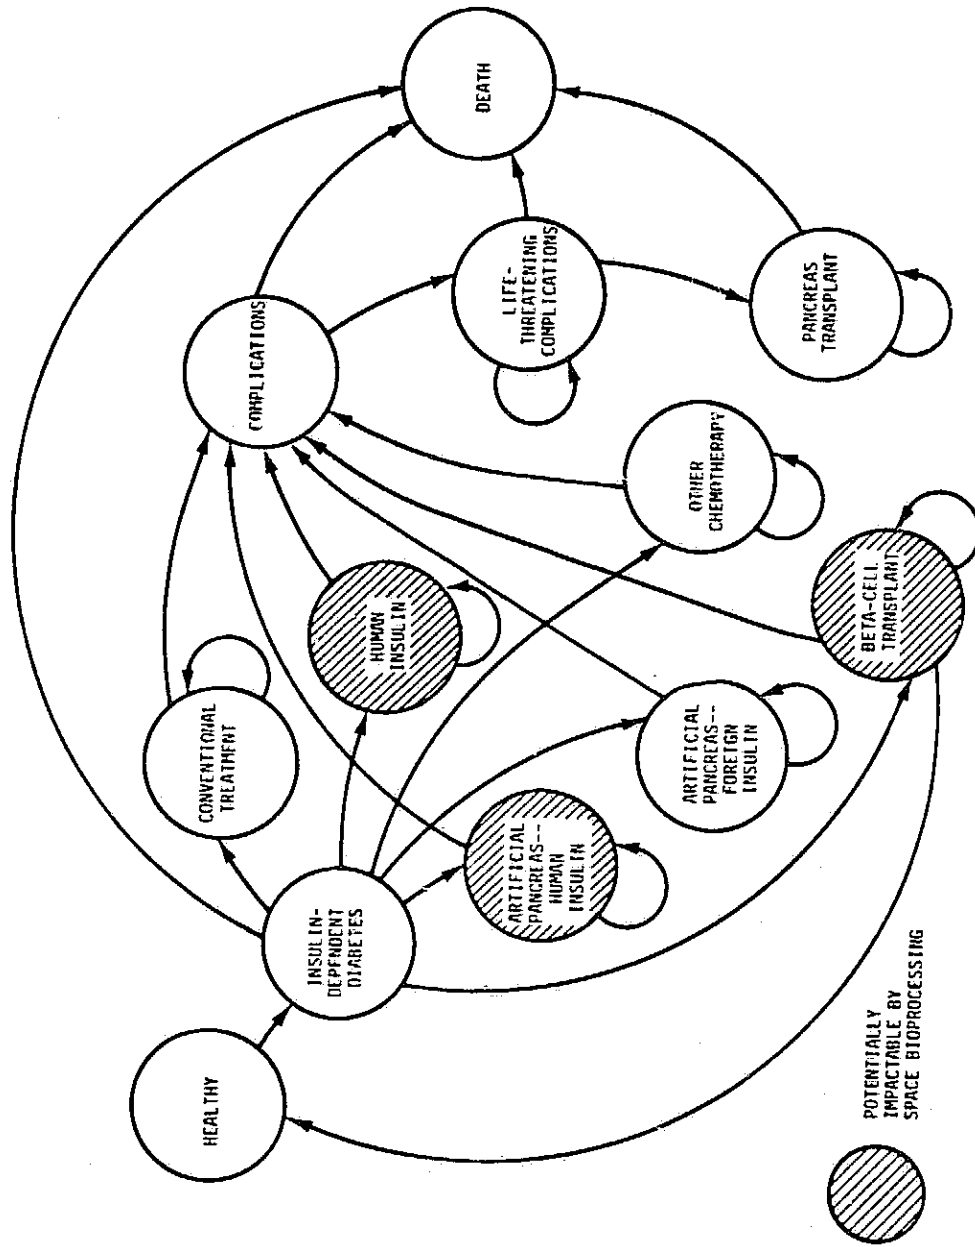 HEALTHY
INSULIN-
DEPENDENT
DIABETES
CONVENTIONAL
TREATMENT
HUMAN
INSULIN
ARTIFICIAL
PANCREAS--
HUMAN
INSULIN
ARTIFICIAL
PANCREAS--
FOREIGN
INSULIN
OTHER
CHEMOTHERAPY
BETA-CELL
TRANSPLANT
COMPLICATIONS
LIFE-
THREATENING
COMPLICATIONS
PANCREAS
TRANSPLANT
DEATH
POTENTIALLY
IMPACTABLE BY
SPACE BIOPROCESSING